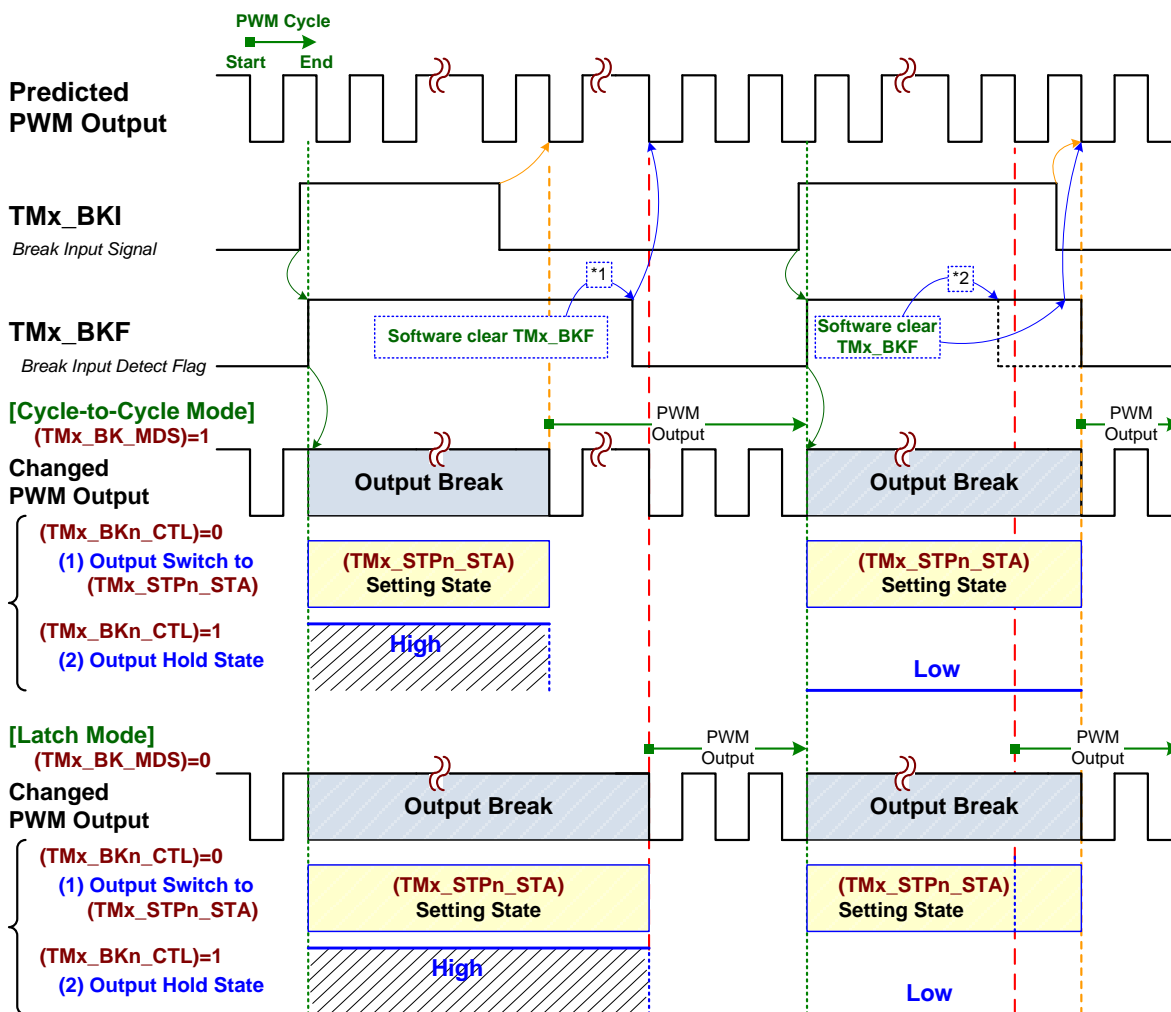 PWM Cycle
Start End
Predicted
PWM Output
TMx_BKI
Break Input Signal
*1
*2
TMx_BKF
Break Input Detect Flag
Software clear TMx_BKF
Software clear
TMx_BKF
[Cycle-to-Cycle Mode]
(TMx_BK_MDS)=1
PWM
Output
PWM
Output
Changed
PWM Output
Output Break
Output Break
(TMx_BKn_CTL)=0
(1) Output Switch to
(TMx_STPn_STA)
(TMx_STPn_STA)
Setting State
(TMx_STPn_STA)
Setting State
(TMx_BKn_CTL)=1
(2) Output Hold State
High
Low
[Latch Mode]
(TMx_BK_MDS)=0
PWM
Output
PWM
Output
Changed
PWM Output
Output Break
Output Break
(TMx_BKn_CTL)=0
(1) Output Switch to
(TMx_STPn_STA)
(TMx_STPn_STA)
Setting State
(TMx_STPn_STA)
Setting State
(TMx_BKn_CTL)=1
(2) Output Hold State
High
Low